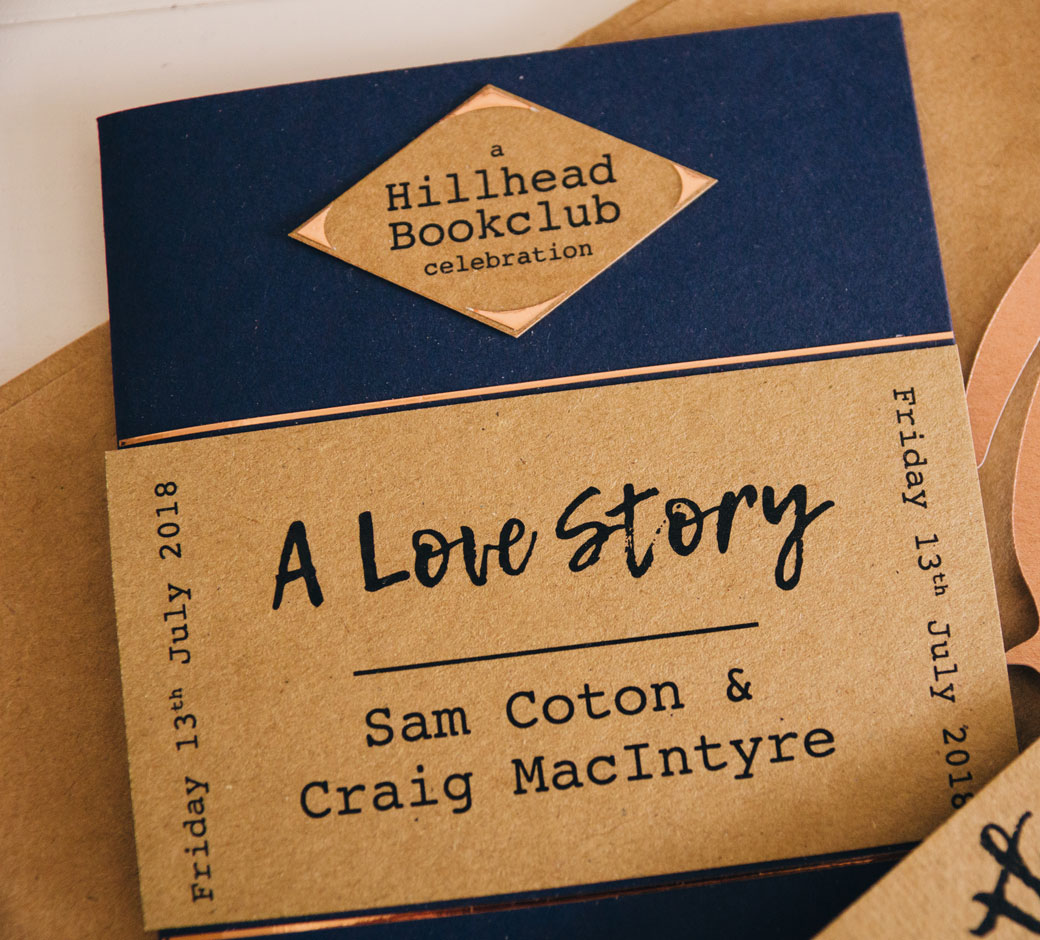 a
Hillhead
Bookclub
celebration
A Love Story
Sam Coton &
Craig MacIntyre
Friday 13th July 2018
Friday 13th July 2018